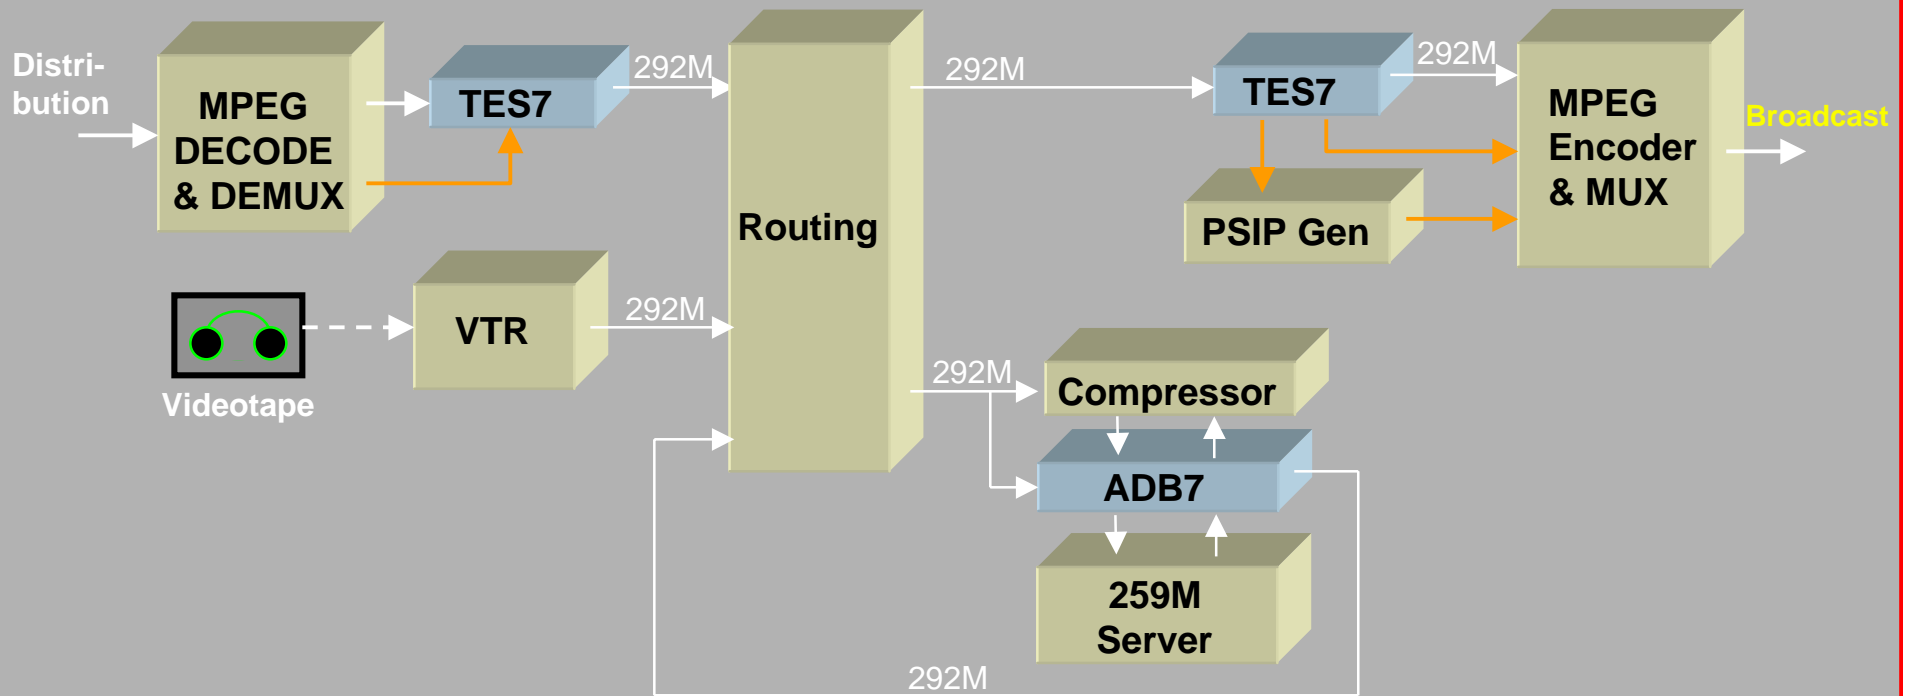 Distri-
bution
MPEG
DECODE
& DEMUX
TES7
292M
Routing
292M
TES7
292M
MPEG
Encoder
& MUX
Broadcast
PSIP Gen
Videotape
VTR
292M
292M
Compressor
ADB7
259M
Server
292M